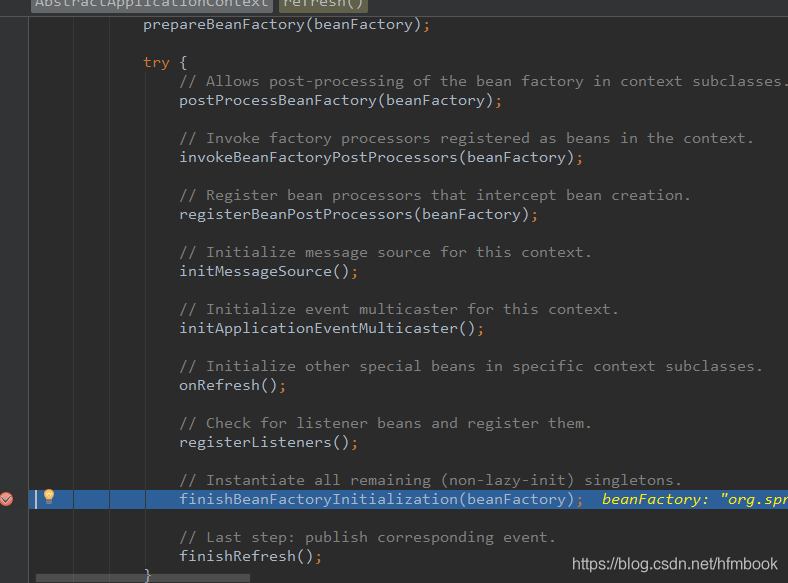 AbstractApplicationContext refresh()
prepareBeanFactory(beanFactory);
try {
// Allows post-processing of the bean factory in context subclasses.
postProcessBeanFactory(beanFactory);
// Invoke factory processors registered as beans in the context.
invokeBeanFactoryPostProcessors(beanFactory);
// Register bean processors that intercept bean creation.
registerBeanPostProcessors(beanFactory);
// Initialize message source for this context.
initMessageSource();
// Initialize event multicaster for this context.
initApplicationEventMulticaster();
// Initialize other special beans in specific context subclasses.
onRefresh();
// Check for listener beans and register them.
registerListeners();
// Instantiate all remaining (non-lazy-init) singletons.
finishBeanFactoryInitialization(beanFactory); beanFactory: "org.spr
// Last step: publish corresponding event.
finishRefresh();
}
https://blog.csdn.net/hfmbook